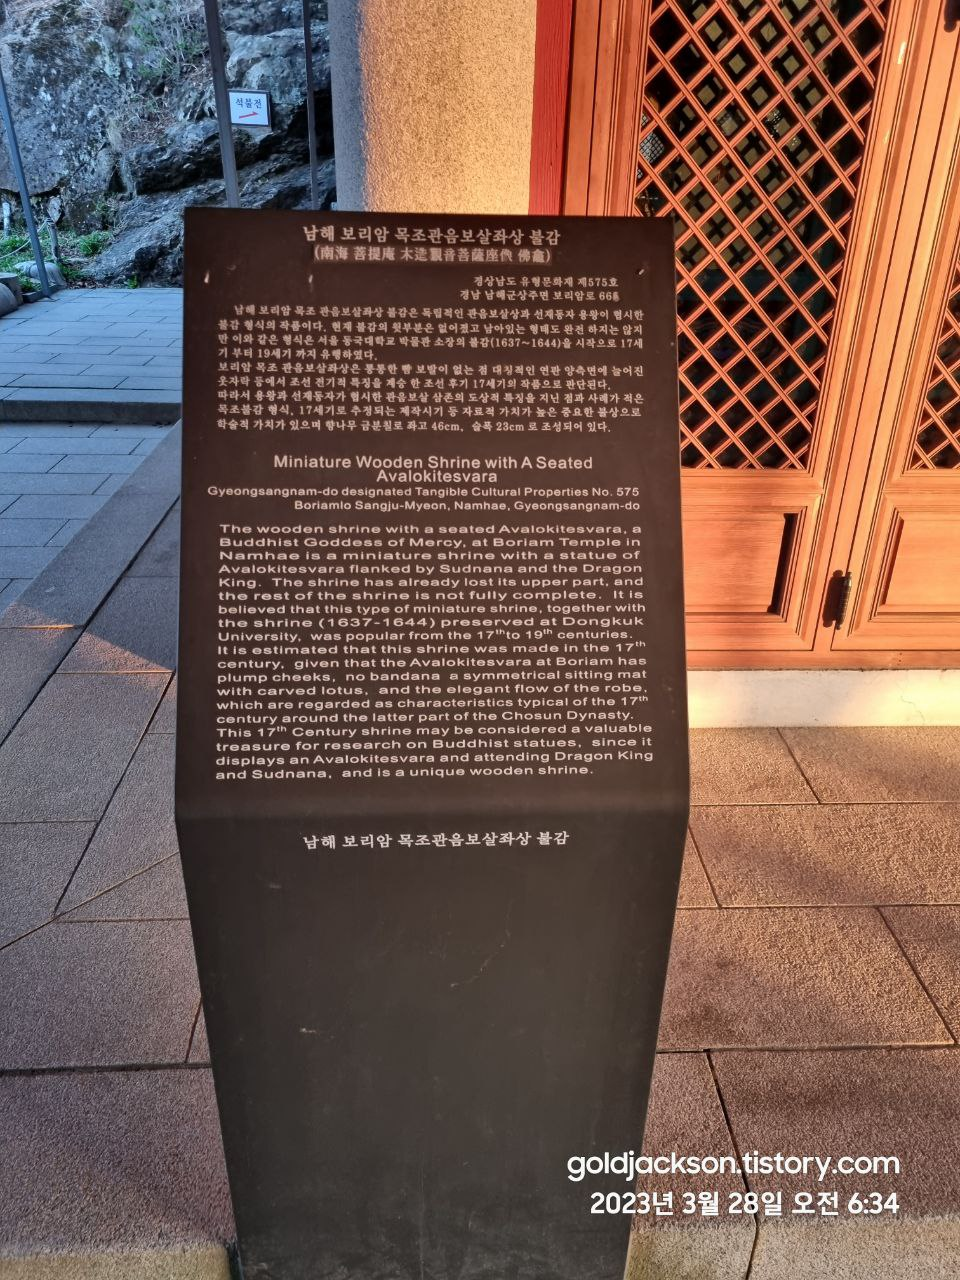 석불전
남해 보리암 목조관음보살좌상 불감
(南海 菩提庵 木造觀音菩薩座像 佛龕)
경상남도 유형문화재 제575호
경남 남해군상주면 보리암로 665
남해 보리암 목조 관음보살좌상 불감은 독립적인 관음보살상과 선재동자 용왕이 협시한
불감 형식의 작품이다. 현재 불감의 윗부분은 없어졌고 남아있는 형태도 완전 하지는 않지
만 이와 같은 형식은 서울 동국대학교 박물관 소장의 불감(1637~1644)을 시작으로 17세
기 부터 19세기 까지 유행하였다.
보리암 목조 관음보살좌상은 통통한 뺨 보발이 없는 점 대칭적인 연판 양측면에 늘어진
옷자락 등에서 조선 전기적 특징을 계승 한 조선 후기 17세기의 작품으로 판단된다.
따라서 용왕과 선재동자가 협시한 관음보살 삼존의 도상적 특징을 지닌 점과 사례가 적은
목조불감 형식, 17세기로 추정되는 제작시기 등 자료적 가치가 높은 중요한 불상으로
학술적 가치가 있으며 향나무 금분칠로 좌고 46cm, 슬폭 23cm 로 조성되어 있다.
Miniature Wooden Shrine with A Seated
Avalokitesvara
Gyeongsangnam-do designated Tangible Cultural Properties No. 575
Boriamlo Sangju-Myeon, Namhae, Gyeongsangnam-do
The wooden shrine with a seated Avalokitesvara, a
Buddhist Goddess of Mercy, at Boriam Temple in
Namhae is a miniature shrine with a statue of
Avalokitesvara flanked by Sudnana and the Dragon
King. The shrine has already lost its upper part, and
the rest of the shrine is not fully complete. It is
believed that this type of miniature shrine, together with
the shrine (1637-1644) preserved at Dongkuk
University, was popular from the 17th to 19th centuries.
It is estimated that this shrine was made in the 17th
century, given that the Avalokitesvara at Boriam has
plump cheeks, no bandana a symmetrical sitting mat
with carved lotus, and the elegant flow of the robe,
which are regarded as characteristics typical of the 17th
century around the latter part of the Chosun Dynasty.
This 17th Century shrine may be considered a valuable
treasure for research on Buddhist statues, since it
displays an Avalokitesvara and attending Dragon King
and Sudnana, and is a unique wooden shrine.
남해 보리암 목조관음보살좌상 불감
goldjackson.tistory.com
2023년 3월 28일 오전 6:34